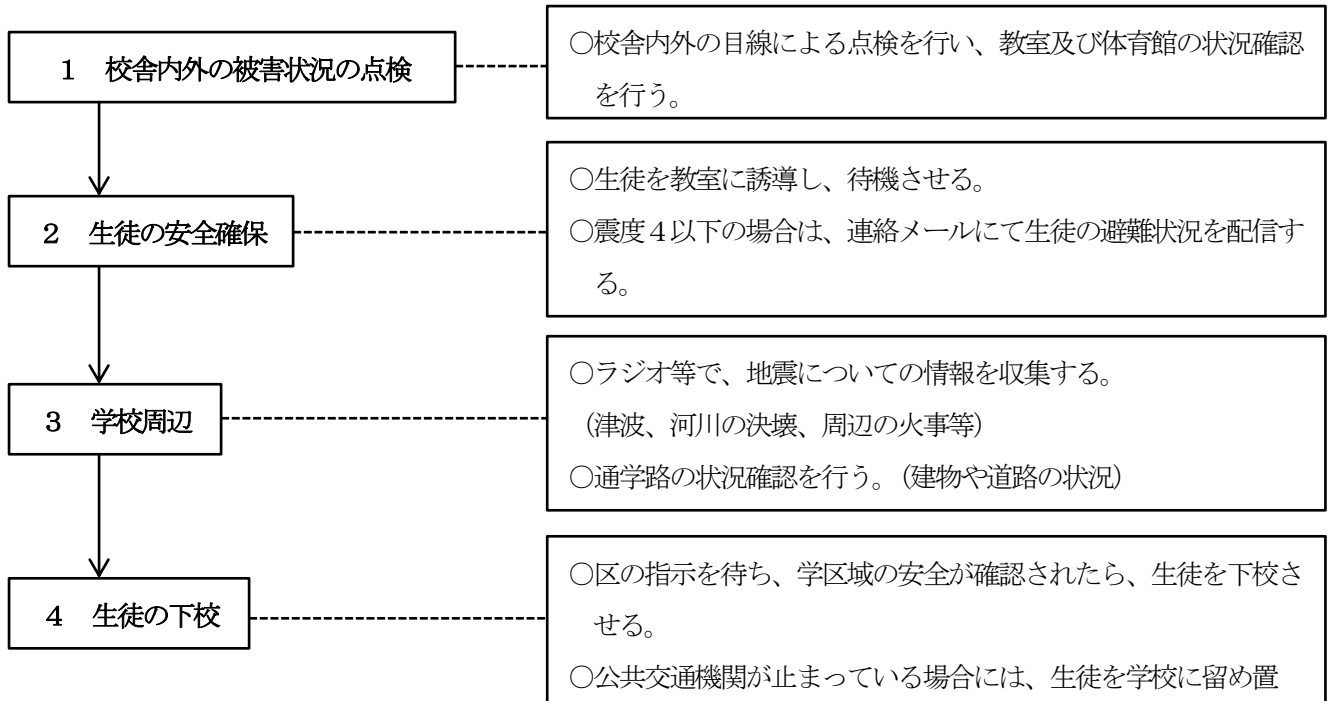 1 校舎内外の被害状況の点検
○校舎内外の目線による点検を行い、教室及び体育館の状況確認
を行う。
2 生徒の安全確保
○生徒を教室に誘導し、待機させる。
○震度4以下の場合は、連絡メールにて生徒の避難状況を配信す
る。
3 学校周辺
○ラジオ等で、地震についての情報を収集する。
(津波、河川の決壊、周辺の火事等)
○通学路の状況確認を行う。(建物や道路の状況)
4 生徒の下校
○区の指示を待ち、学区域の安全が確認されたら、生徒を下校さ
せる。
○公共交通機関が止まっている場合には、生徒を学校に留め置